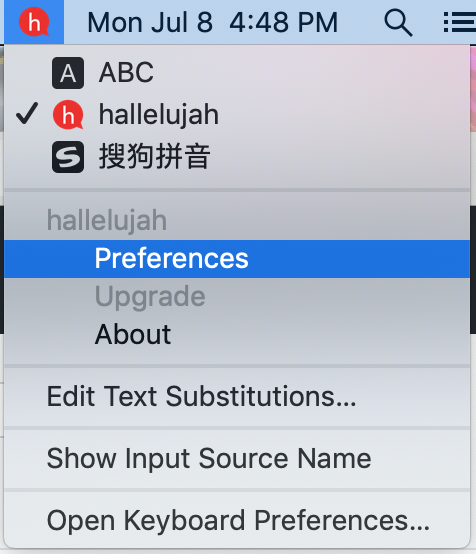 h Mon Jul 8 4:48 PM
A ABC
h hallelujah
S 搜狗拼音
hallelujah
Preferences
Upgrade
About
Edit Text Substitutions...
Show Input Source Name
Open Keyboard Preferences...